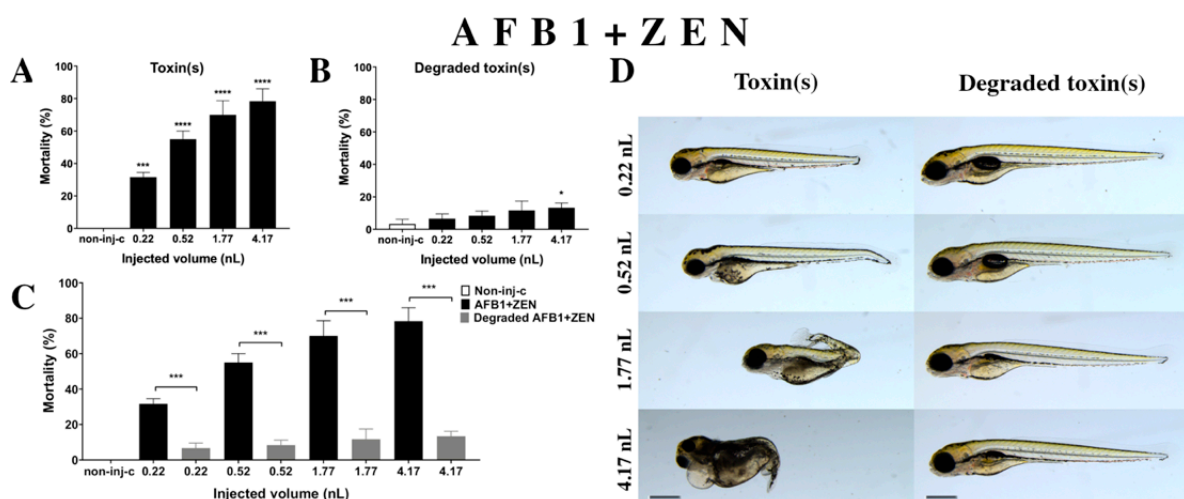 A F B 1 + Z E N
A
Toxin(s)
Mortality (%)
100
80
60
40
20
0
***
****
****
****
non-inj-c 0.22 0.52 1.77 4.17
Injected volume (nL)
B
Degraded toxin(s)
Mortality (%)
100
80
60
40
20
0
*
non-inj-c 0.22 0.52 1.77 4.17
Injected volume (nL)
C
Mortality (%)
100
80
60
40
20
0
*** *** *** ***
Non-inj-c
AFB1+ZEN
Degraded AFB1+ZEN
non-inj-c 0.22 0.22 0.52 0.52 1.77 1.77 4.17 4.17
Injected volume (nL)
D
Toxin(s) Degraded toxin(s)
0.22 nL
0.52 nL
1.77 nL
4.17 nL